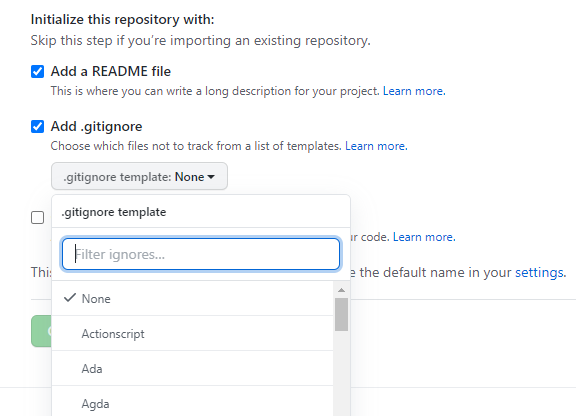 Initialize this repository with:
Skip this step if you're importing an existing repository.
Add a README file
This is where you can write a long description for your project. Learn more.
Add .gitignore
Choose which files not to track from a list of templates. Learn more.
.gitignore template: None
.gitignore template
Filter ignores...
ur code. Learn more.
This
e the default name in your settings.
None
Actionscript
Ada
Agda